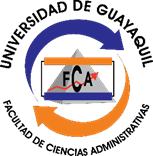 UNIVERSIDAD DE GUAYAQUIL
FCA
FACULTAD DE CIENCIAS ADMINISTRATIVAS